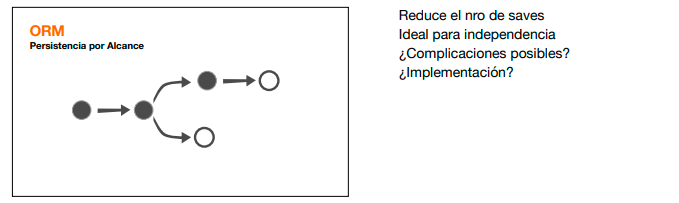 ORM
Persistencia por Alcance
Reduce el nro de saves
Ideal para independencia
¿Complicaciones posibles?
¿Implementación?